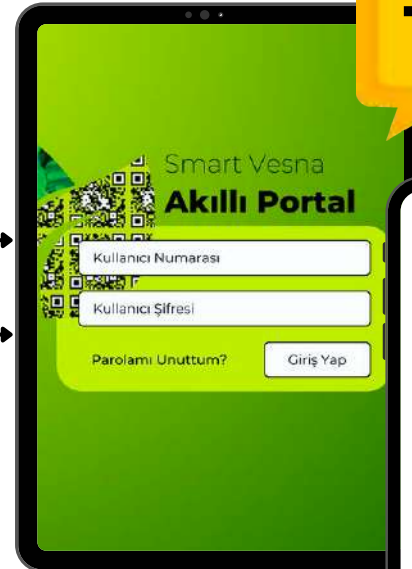 Smart Vesna
Akıllı Portal
Kullanıcı Numarası
Kullanıcı Şifresi
Parolamı Unuttum?
Giriş Yap